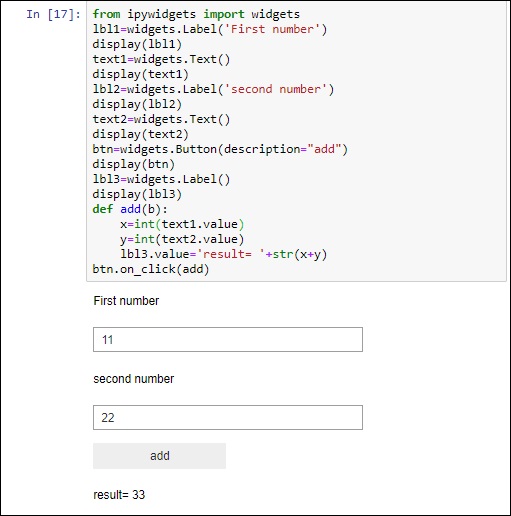 In [17]: from ipywidgets import widgets
lbl1=widgets.Label('First number')
display(lbl1)
text1=widgets.Text()
display(text1)
lbl2=widgets.Label('second number')
display(lbl2)
text2=widgets.Text()
display(text2)
btn=widgets.Button(description="add")
display(btn)
lbl3=widgets.Label()
display(lbl3)
def add(b):
    x=int(text1.value)
    y=int(text2.value)
    lbl3.value='result= '+str(x+y)
btn.on_click(add)
First number
11
second number
22
add
result= 33